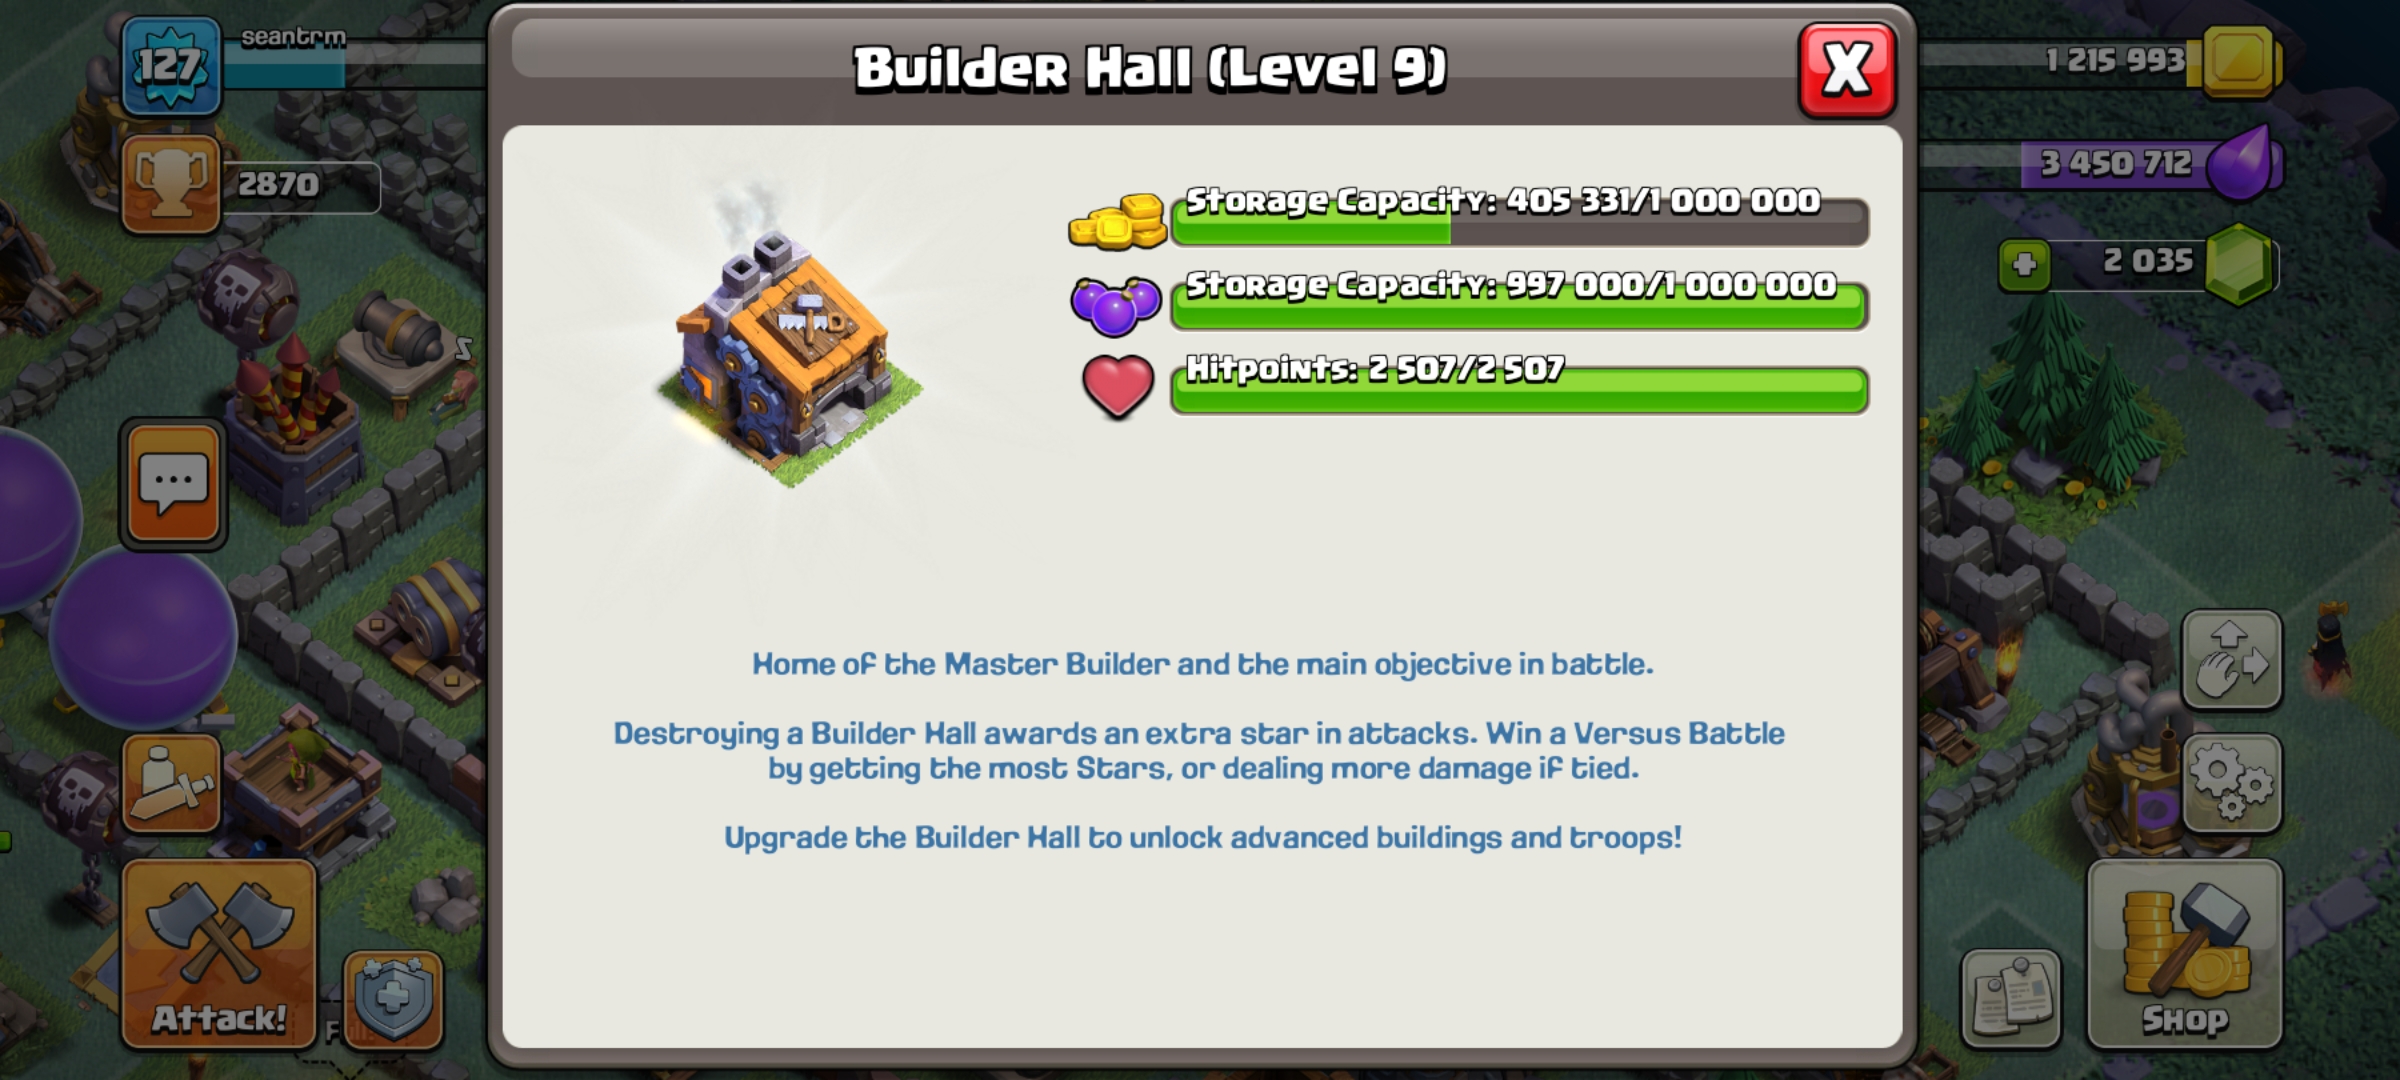 127
seantrm
Builder Hall (Level 9)
X
1 215 993
2870
3 450 712
Storage Capacity: 405 331/1 000 000
2 035
Storage Capacity: 997 000/1 000 000
Hitpoints: 2 507/2 507
Home of the Master Builder and the main objective in battle.
Destroying a Builder Hall awards an extra star in attacks. Win a Versus Battle
by getting the most Stars, or dealing more damage if tied.
Upgrade the Builder Hall to unlock advanced buildings and troops!
Attack!
Shop